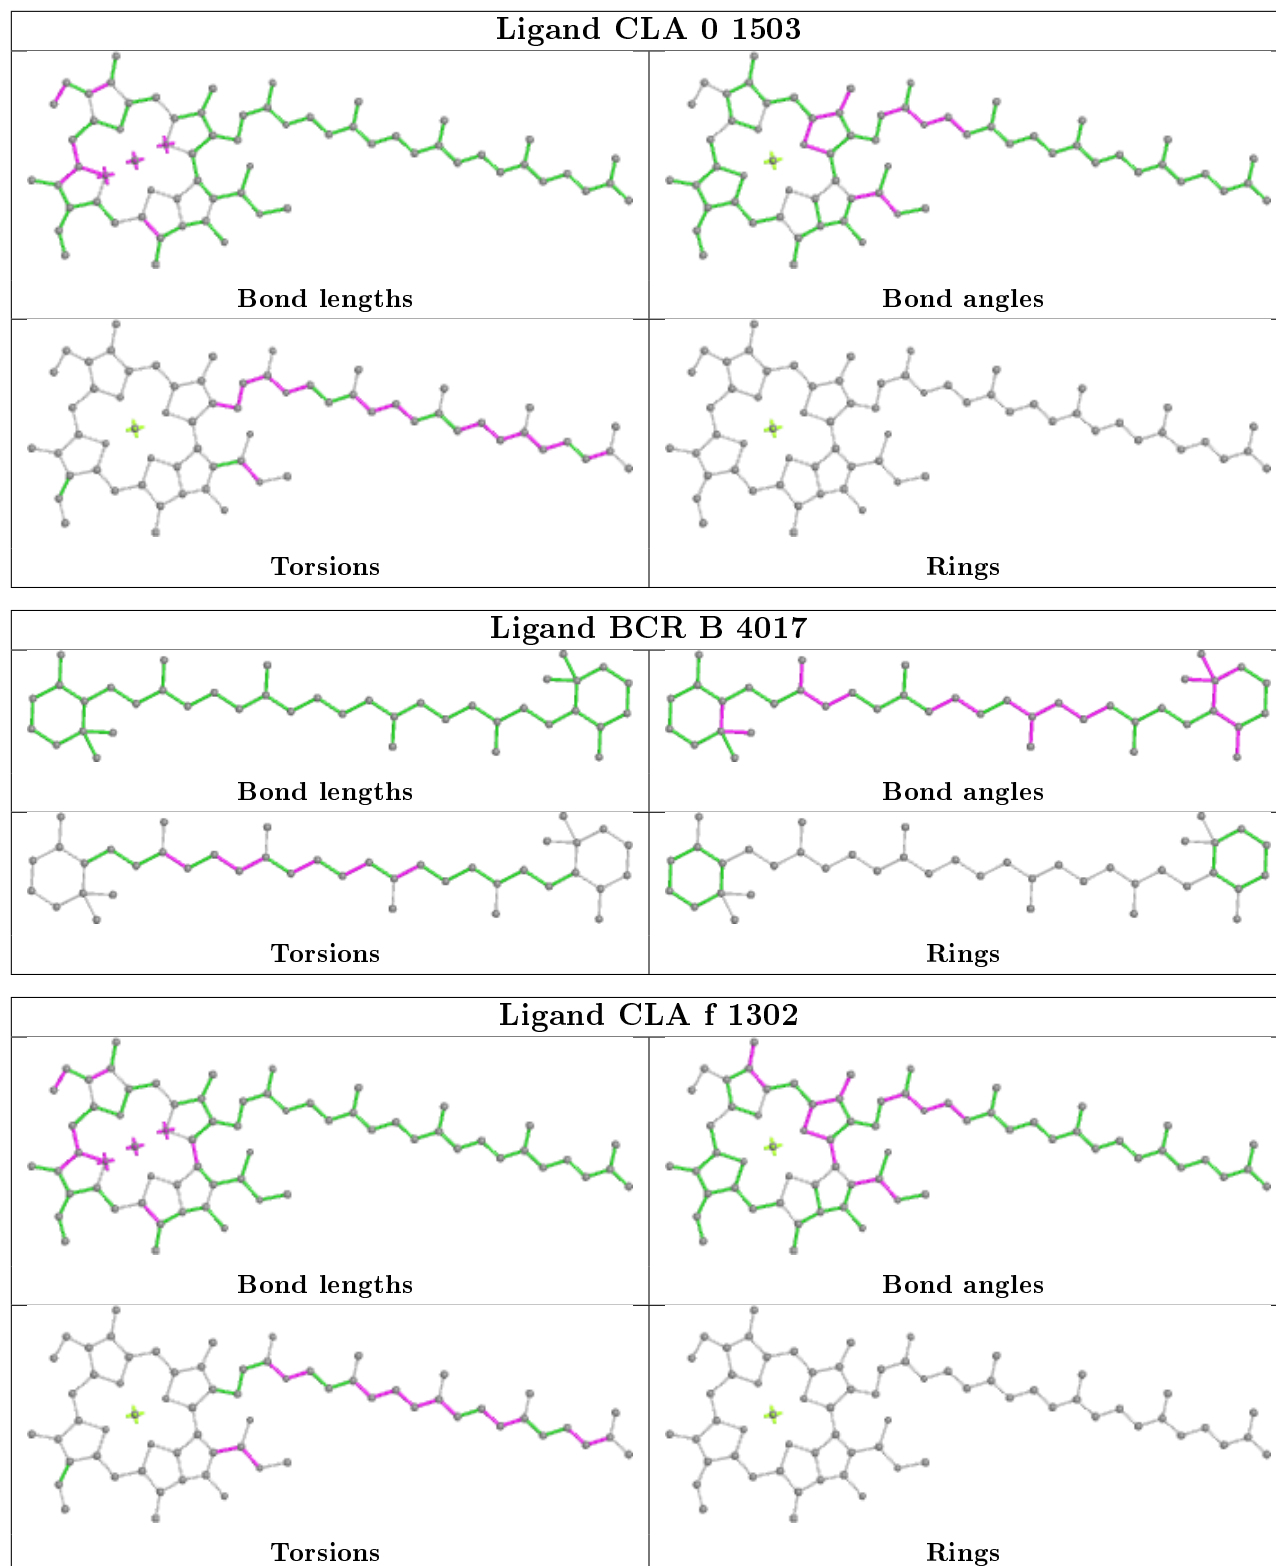 Ligand CLA 0 1503
Bond lengths
Bond angles
Torsions
Rings
Ligand BCR B 4017
Bond lengths
Bond angles
Torsions
Rings
Ligand CLA f 1302
Bond lengths
Bond angles
Torsions
Rings